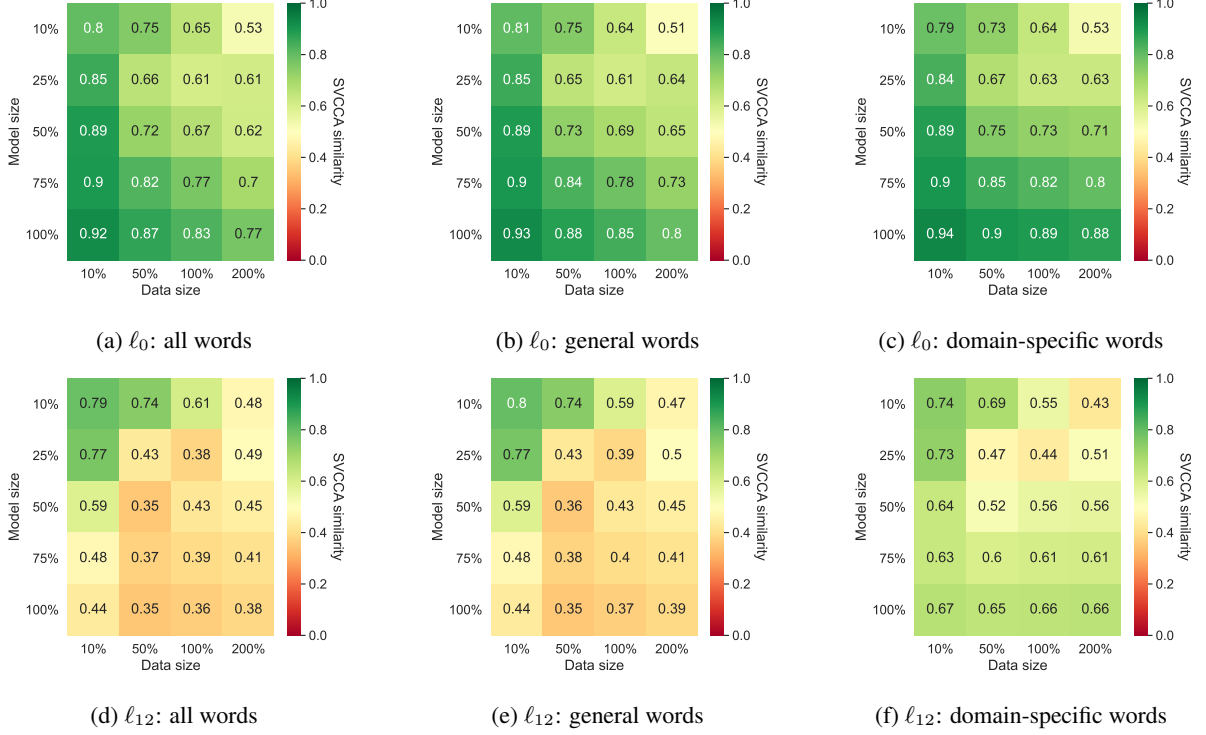 1.0
10% 0.8 0.75 0.65 0.53
0.8
25% 0.85 0.66 0.61 0.61
0.6
50% 0.89 0.72 0.67 0.62
0.4
75% 0.9 0.82 0.77 0.7
0.2
100% 0.92 0.87 0.83 0.77
0.0
10% 50% 100% 200%
Data size
Model size
SVCCA similarity
(a) ℓ0: all words
1.0
10% 0.81 0.75 0.64 0.51
0.8
25% 0.85 0.65 0.61 0.64
0.6
50% 0.89 0.73 0.69 0.65
0.4
75% 0.9 0.84 0.78 0.73
0.2
100% 0.93 0.88 0.85 0.8
0.0
10% 50% 100% 200%
Data size
Model size
SVCCA similarity
(b) ℓ0: general words
1.0
10% 0.79 0.73 0.64 0.53
0.8
25% 0.84 0.67 0.63 0.63
0.6
50% 0.89 0.75 0.73 0.71
0.4
75% 0.9 0.85 0.82 0.8
0.2
100% 0.94 0.9 0.89 0.88
0.0
10% 50% 100% 200%
Data size
Model size
SVCCA similarity
(c) ℓ0: domain-specific words
1.0
10% 0.79 0.74 0.61 0.48
0.8
25% 0.77 0.43 0.38 0.49
0.6
50% 0.59 0.35 0.43 0.45
0.4
75% 0.48 0.37 0.39 0.41
0.2
100% 0.44 0.35 0.36 0.38
0.0
10% 50% 100% 200%
Data size
Model size
SVCCA similarity
(d) ℓ12: all words
1.0
10% 0.8 0.74 0.59 0.47
0.8
25% 0.77 0.43 0.39 0.5
0.6
50% 0.59 0.36 0.43 0.45
0.4
75% 0.48 0.38 0.4 0.41
0.2
100% 0.44 0.35 0.37 0.39
0.0
10% 50% 100% 200%
Data size
Model size
SVCCA similarity
(e) ℓ12: general words
1.0
10% 0.74 0.69 0.55 0.43
0.8
25% 0.73 0.47 0.44 0.51
0.6
50% 0.64 0.52 0.56 0.56
0.4
75% 0.63 0.6 0.61 0.61
0.2
100% 0.67 0.65 0.66 0.66
0.0
10% 50% 100% 200%
Data size
Model size
SVCCA similarity
(f) ℓ12: domain-specific words